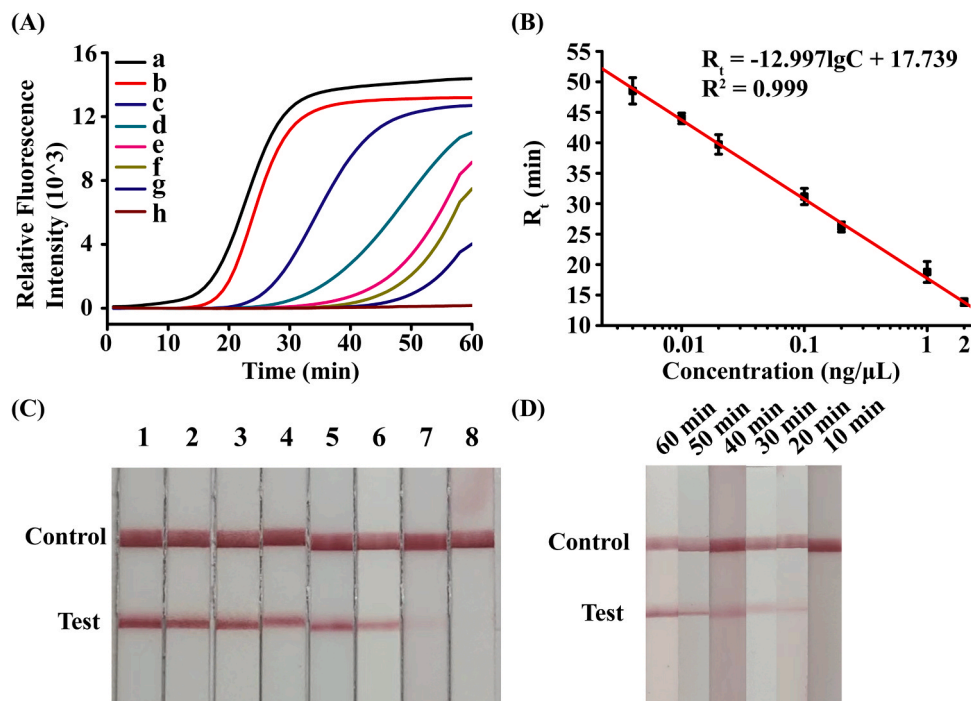 (A)
16
12
8
4
0
0 10 20 30 40 50 60
Relative Fluorescence
Intensity (10^3)
Time (min)
a
b
c
d
e
f
g
h
(B)
55
50
45
40
35
30
25
20
15
10
R_t (min)
R_t = -12.997lgC + 17.739
R² = 0.999
0.01 0.1 1 2
Concentration (ng/μL)
(C)
1 2 3 4 5 6 7 8
Control
Test
(D)
60 min 50 min 40 min 30 min 20 min 10 min
Control
Test